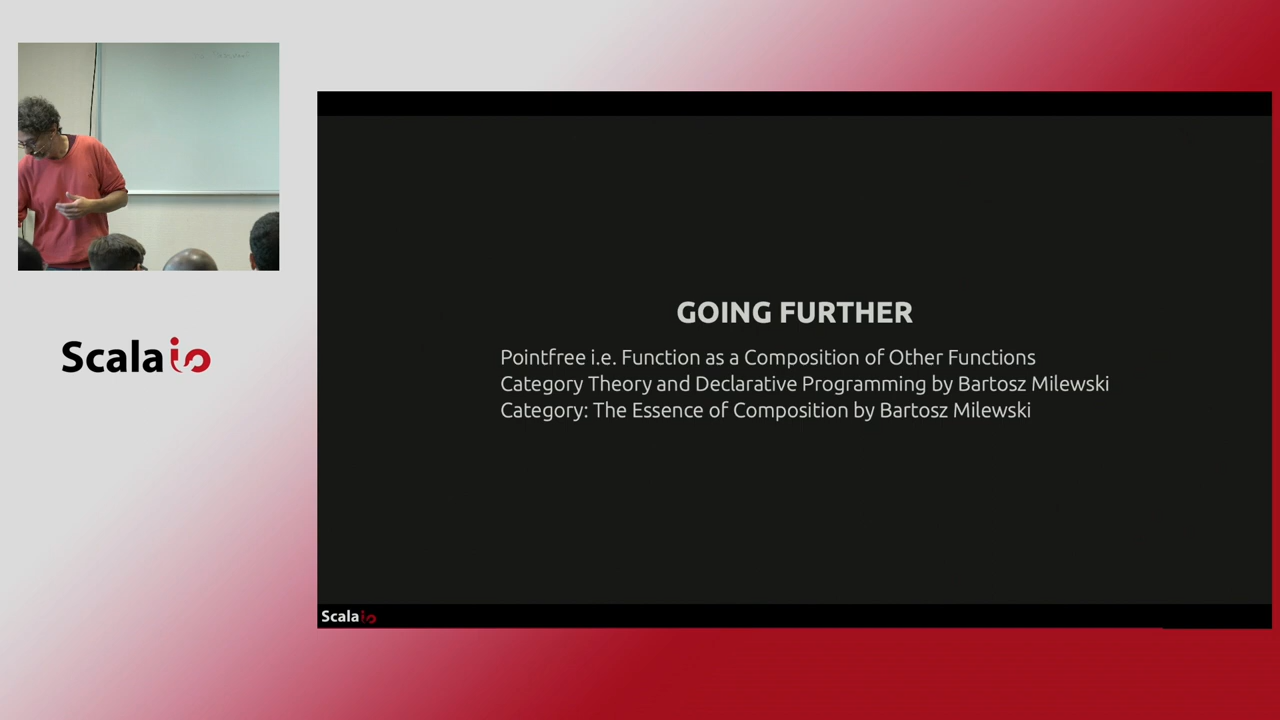 Scala io
GOING FURTHER
Pointfree i.e. Function as a Composition of Other Functions
Category Theory and Declarative Programming by Bartosz Milewski
Category: The Essence of Composition by Bartosz Milewski
Scala io